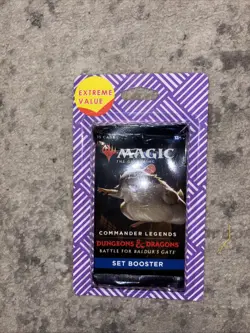 EXTREME
VALUE
MAGIC
COMMANDER LEGENDS
DUNGEONS & DRAGONS
BATTLE FOR BALDUR'S GATE
SET BOOSTER